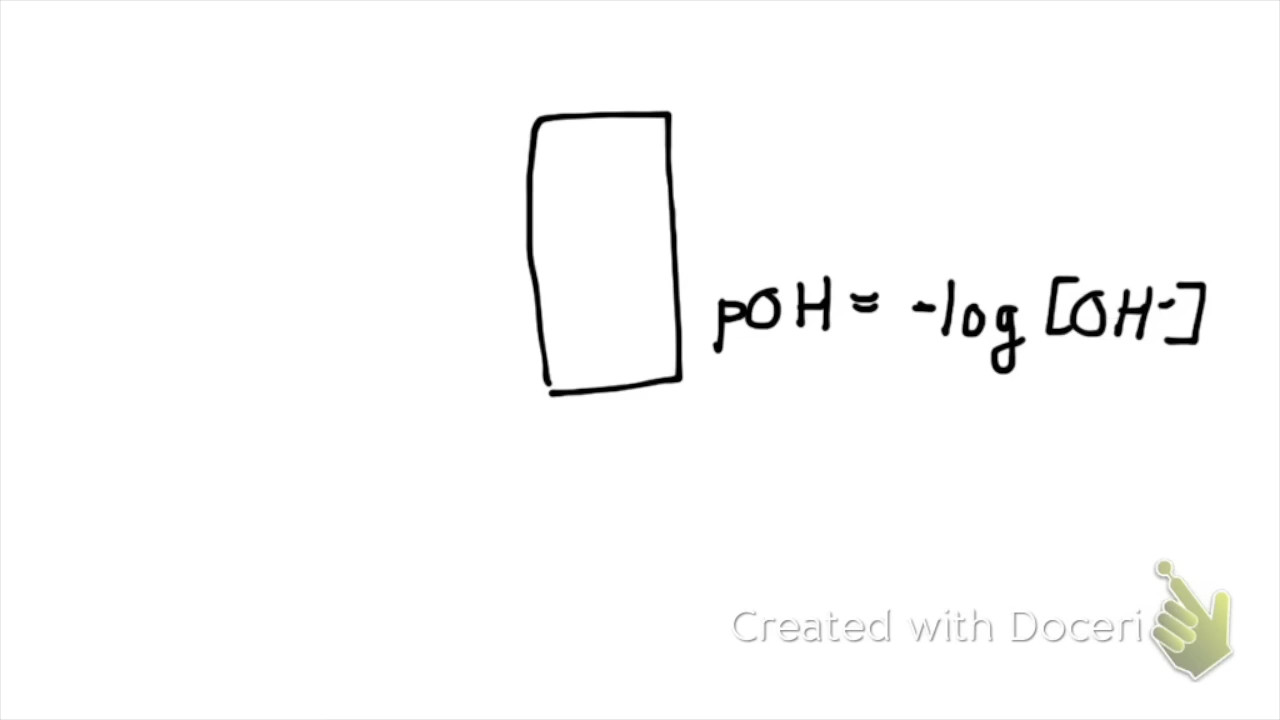 pOH = -log [OH⁻]
Created with Doceri